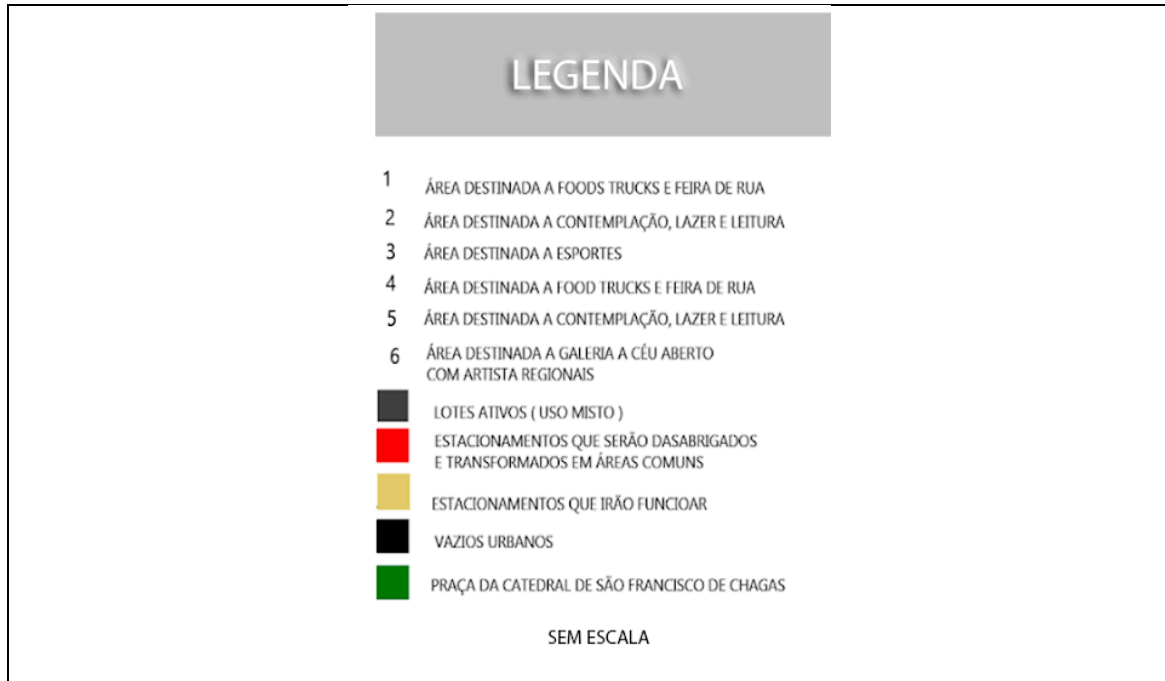 LEGENDA
1 ÁREA DESTINADA A FOODS TRUCKS E FEIRA DE RUA
2 ÁREA DESTINADA A CONTEMPLAÇÃO, LAZER E LEITURA
3 ÁREA DESTINADA A ESPORTES
4 ÁREA DESTINADA A FOOD TRUCKS E FEIRA DE RUA
5 ÁREA DESTINADA A CONTEMPLAÇÃO, LAZER E LEITURA
6 ÁREA DESTINADA A GALERIA A CÉU ABERTO
COM ARTISTA REGIONAIS
LOTES ATIVOS ( USO MISTO )
ESTACIONAMENTOS QUE SERÃO DASABRIGADOS
E TRANSFORMADOS EM ÁREAS COMUNS
ESTACIONAMENTOS QUE IRÃO FUNCIOAR
VAZIOS URBANOS
PRAÇA DA CATEDRAL DE SÃO FRANCISCO DE CHAGAS
SEM ESCALA